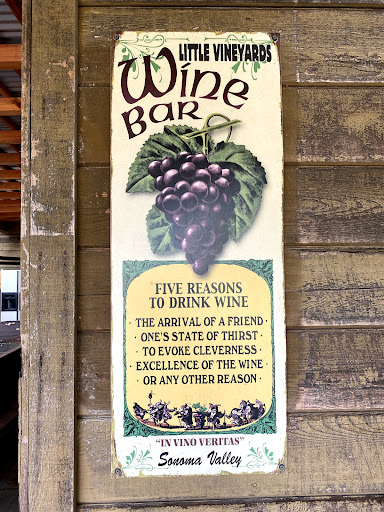 LITTLE VINEYARDS
Wine
BAR
FIVE REASONS
TO DRINK WINE
· THE ARRIVAL OF A FRIEND ·
· ONE'S STATE OF THIRST ·
· TO EVOKE CLEVERNESS ·
· EXCELLENCE OF THE WINE ·
· OR ANY OTHER REASON ·
"IN VINO VERITAS"
Sonoma Valley